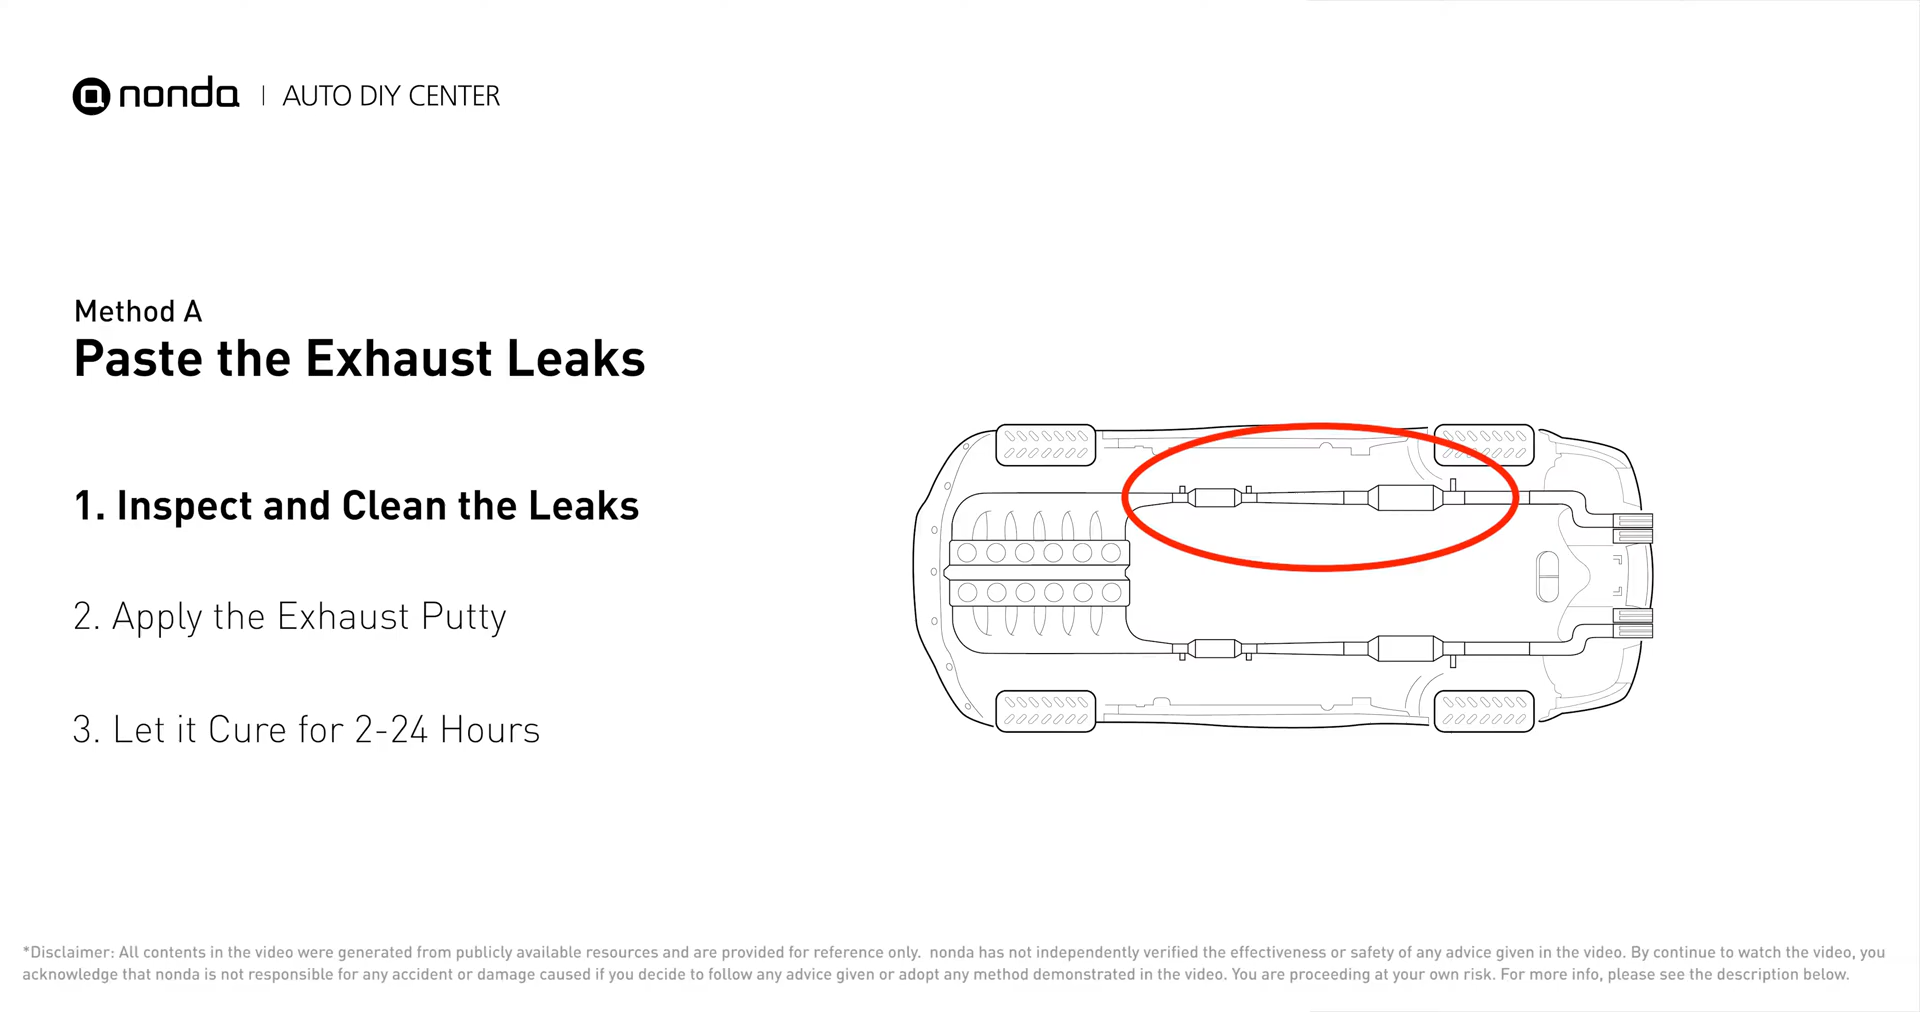 nonda | AUTO DIY CENTER
Method A
Paste the Exhaust Leaks
1. Inspect and Clean the Leaks
2. Apply the Exhaust Putty
3. Let it Cure for 2-24 Hours
*Disclaimer: All contents in the video were generated from publicly available resources and are provided for reference only.  nonda has not independently verified the effectiveness or safety of any advice given in the video. By continue to watch the video, you
acknowledge that nonda is not responsible for any accident or damage caused if you decide to follow any advice given or adopt any method demonstrated in the video. You are proceeding at your own risk. For more info, please see the description below.